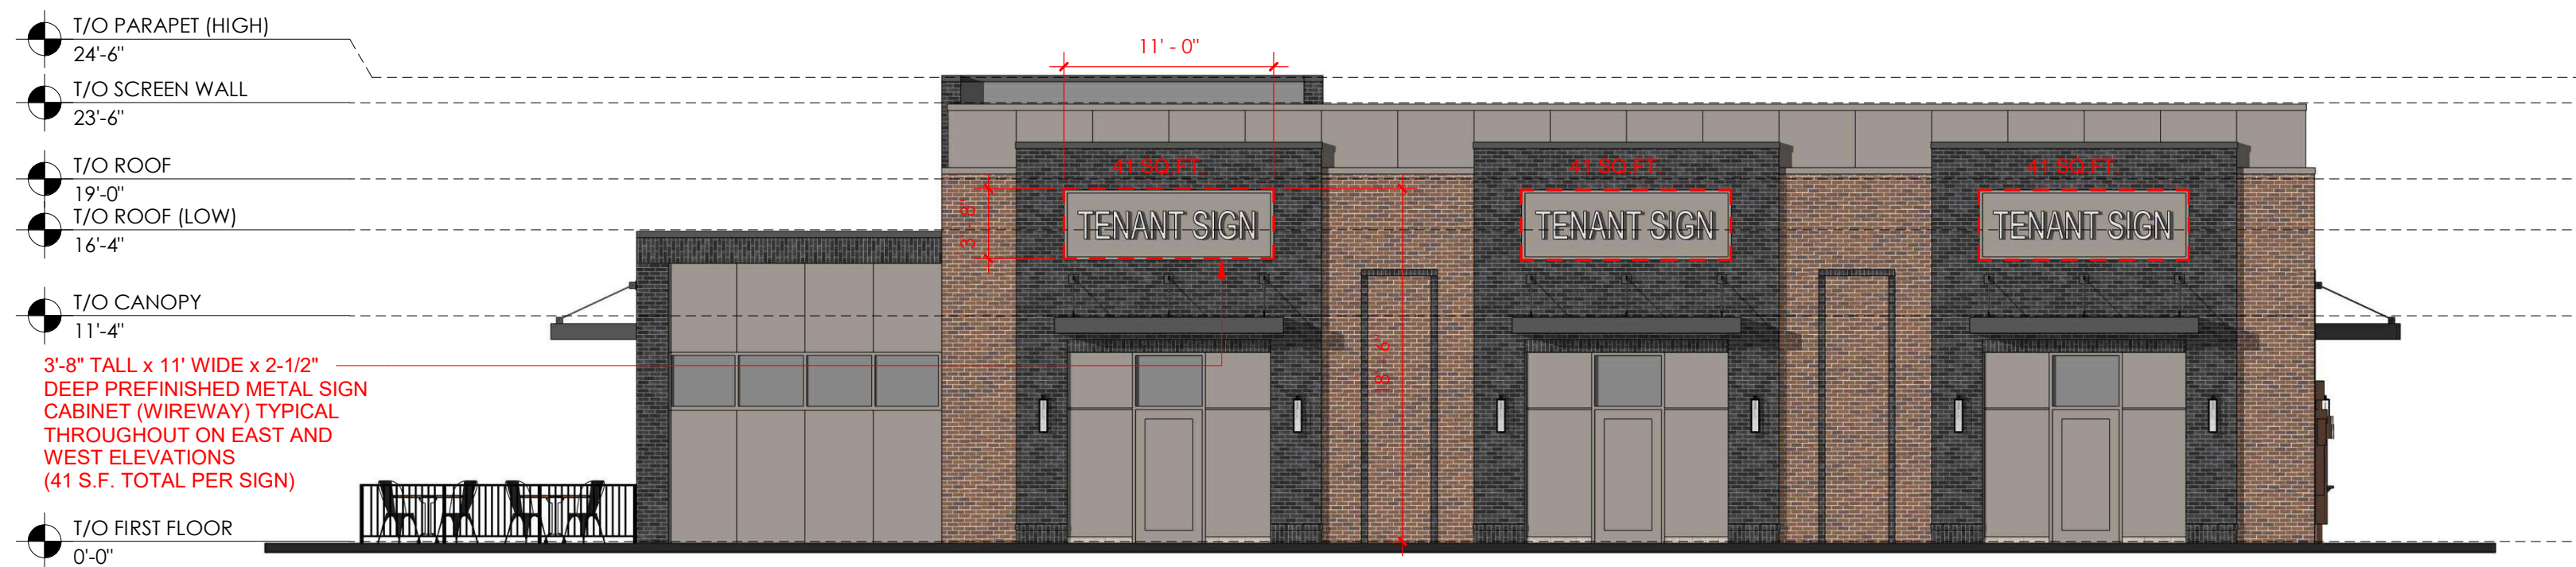 T/O PARAPET (HIGH)
24'-6"
T/O SCREEN WALL
23'-6"
T/O ROOF
19'-0"
T/O ROOF (LOW)
16'-4"
T/O CANOPY
11'-4"
3'-8" TALL x 11' WIDE x 2-1/2"
DEEP PREFINISHED METAL SIGN
CABINET (WIREWAY) TYPICAL
THROUGHOUT ON EAST AND
WEST ELEVATIONS
(41 S.F. TOTAL PER SIGN)
T/O FIRST FLOOR
0'-0"
11' - 0"
41 SQ.FT.
41 SQ.FT.
41 SQ.FT.
3' - 8"
TENANT SIGN
TENANT SIGN
TENANT SIGN
18' - 6"